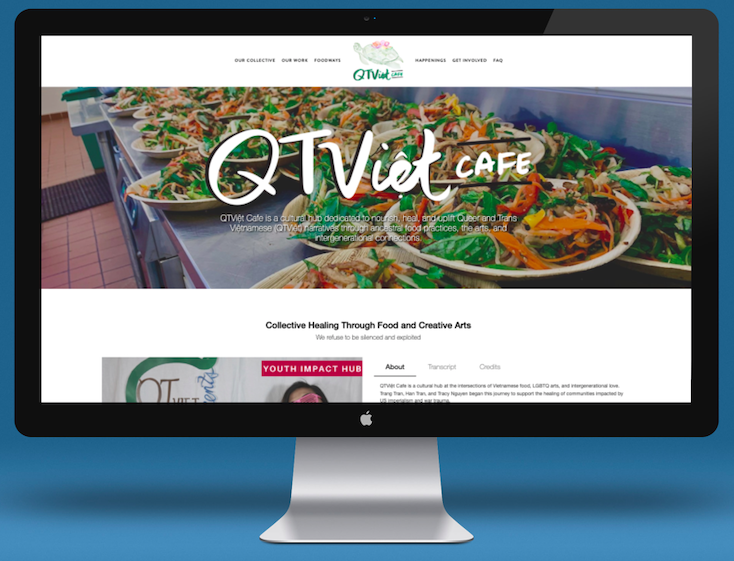 OUR COLLECTIVE OUR WORK FOODWAYS QTViệt CAFE HAPPENINGS GET INVOLVED FAQ
QTViệt CAFE
QTViệt Cafe is a cultural hub dedicated to nourish, heal, and uplift Queer and Trans
Vietnamese (QTViệt) narratives through ancestral food practices, the arts, and
intergenerational connections.
Collective Healing Through Food and Creative Arts
We refuse to be silenced and exploited
YOUTH IMPACT HUB
QT
VIET
About Transcript Credits
QTViệt Cafe is a cultural hub at the intersections of Vietnamese food, LGBTQ arts, and intergenerational love.
Trang Tran, Han Tran, and Tracy Nguyen began this journey to support the healing of communities impacted by
US imperialism and war trauma.